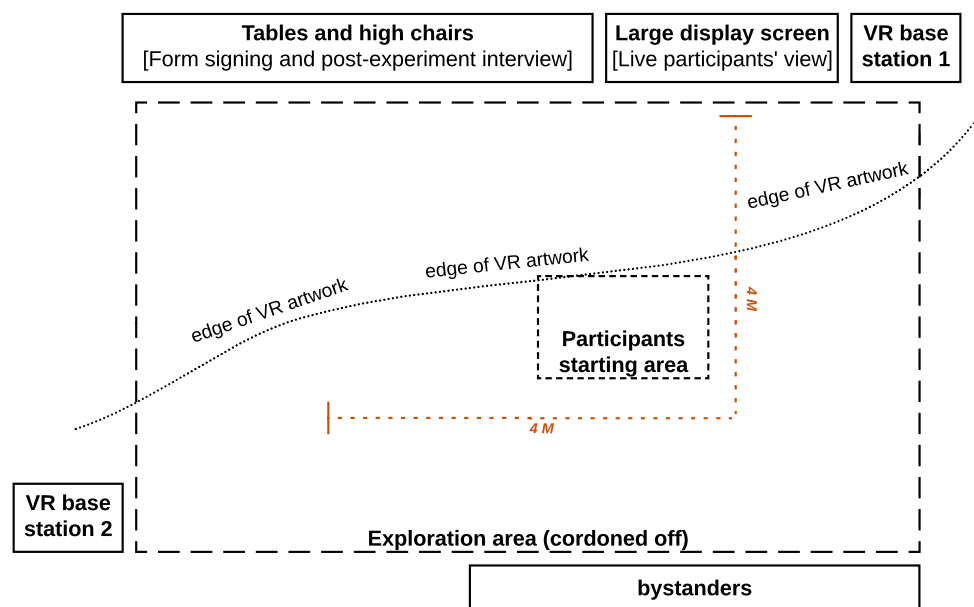 Tables and high chairs
[Form signing and post-experiment interview]
Large display screen
[Live participants' view]
VR base
station 1
edge of VR artwork
edge of VR artwork
edge of VR artwork
4 M
Participants
starting area
4 M
VR base
station 2
Exploration area (cordoned off)
bystanders